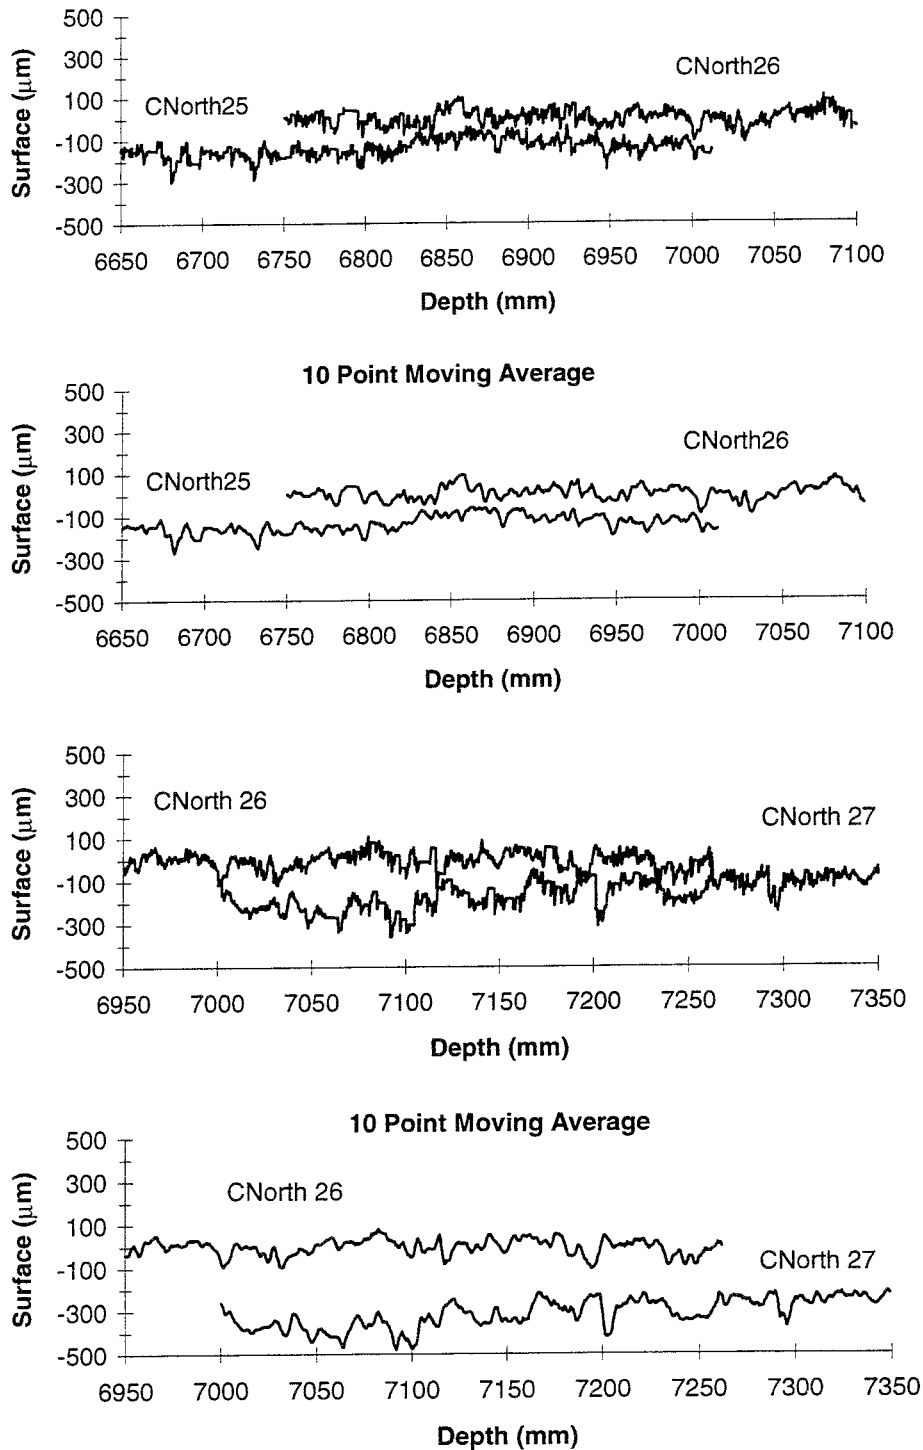 500
300
CNorth26
Surface (µm)
CNorth25
100
-100
-300
-500
6650 6700 6750 6800 6850 6900 6950 7000 7050 7100
Depth (mm)
10 Point Moving Average
500
300
CNorth26
Surface (µm)
CNorth25
100
-100
-300
-500
6650 6700 6750 6800 6850 6900 6950 7000 7050 7100
Depth (mm)
500
300
CNorth 26
CNorth 27
Surface (µm)
100
-100
-300
-500
6950 7000 7050 7100 7150 7200 7250 7300 7350
Depth (mm)
10 Point Moving Average
500
300
CNorth 26
Surface (µm)
100
CNorth 27
-100
-300
-500
6950 7000 7050 7100 7150 7200 7250 7300 7350
Depth (mm)